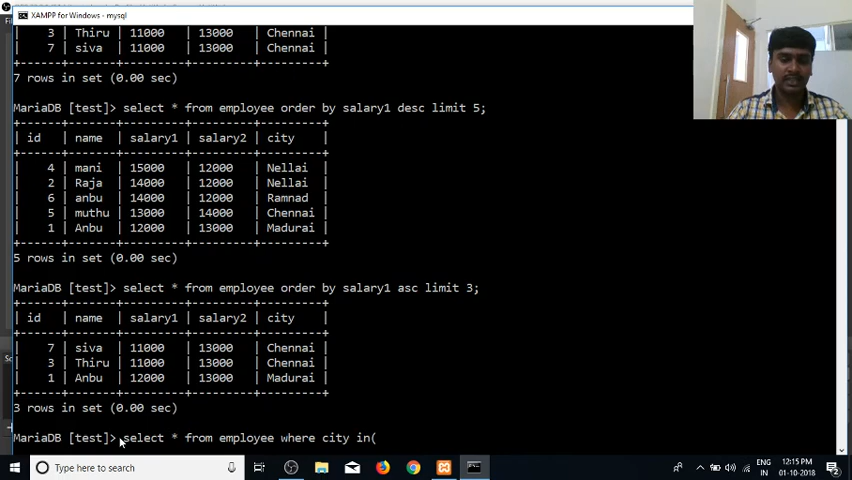 XAMPP for Windows - mysql
| 3 | Thiru | 11000 | 13000 | Chennai |
| 7 | siva | 11000 | 13000 | Chennai |
+------+-------+---------+---------+---------+
7 rows in set (0.00 sec)
MariaDB [test]> select * from employee order by salary1 desc limit 5;
+------+-------+---------+---------+---------+
| id | name | salary1 | salary2 | city |
+------+-------+---------+---------+---------+
| 4 | mani | 15000 | 12000 | Nellai |
| 2 | Raja | 14000 | 12000 | Nellai |
| 6 | anbu | 14000 | 12000 | Ramnad |
| 5 | muthu | 13000 | 14000 | Chennai |
| 1 | Anbu | 12000 | 13000 | Madurai |
+------+-------+---------+---------+---------+
5 rows in set (0.00 sec)
MariaDB [test]> select * from employee order by salary1 asc limit 3;
+------+-------+---------+---------+---------+
| id | name | salary1 | salary2 | city |
+------+-------+---------+---------+---------+
| 7 | siva | 11000 | 13000 | Chennai |
| 3 | Thiru | 11000 | 13000 | Chennai |
| 1 | Anbu | 12000 | 13000 | Madurai |
+------+-------+---------+---------+---------+
3 rows in set (0.00 sec)
MariaDB [test]> select * from employee where city in(
Type here to search
ENG
IN
12:15 PM
01-10-2018
2